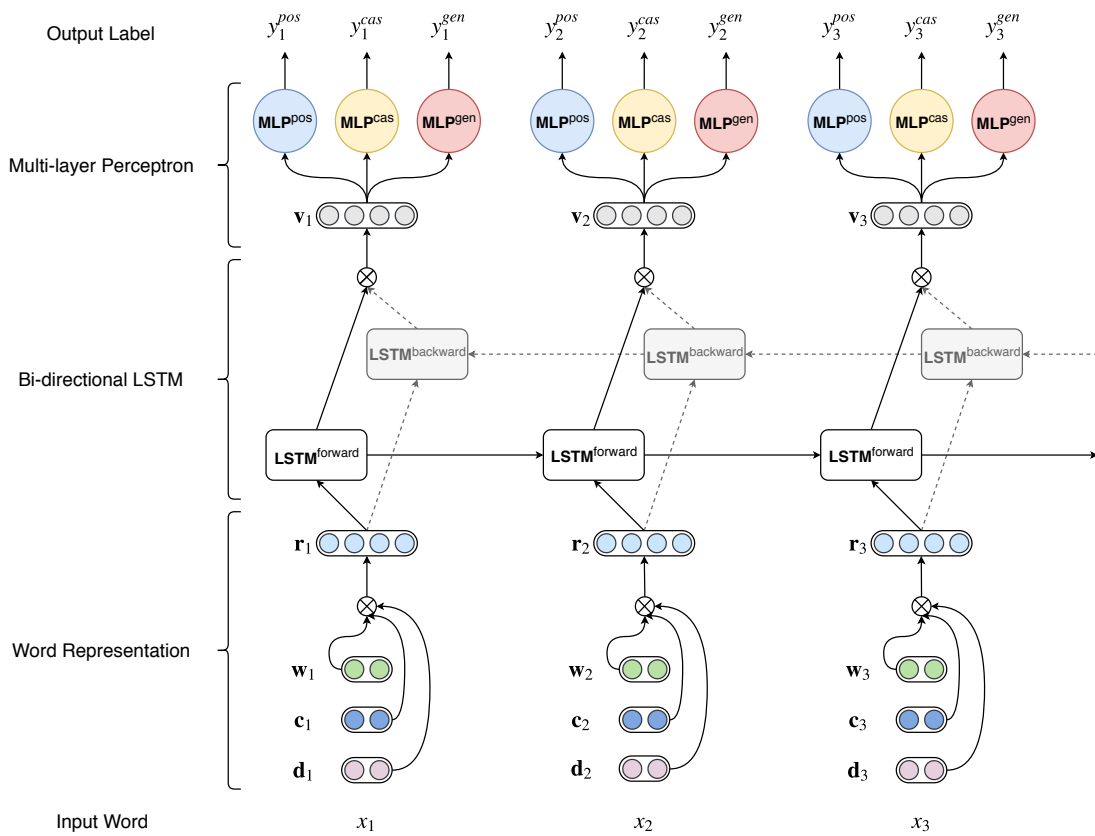 Output Label y_1^{pos} y_1^{cas} y_1^{gen} y_2^{pos} y_2^{cas} y_2^{gen} y_3^{pos} y_3^{cas} y_3^{gen}
MLP^{pos} MLP^{cas} MLP^{gen} MLP^{pos} MLP^{cas} MLP^{gen} MLP^{pos} MLP^{cas} MLP^{gen}
Multi-layer Perceptron
v_1 v_2 v_3
LSTM^{backward} LSTM^{backward} LSTM^{backward}
Bi-directional LSTM
LSTM^{forward} LSTM^{forward} LSTM^{forward}
r_1 r_2 r_3
Word Representation
w_1 w_2 w_3
c_1 c_2 c_3
d_1 d_2 d_3
Input Word x_1 x_2 x_3